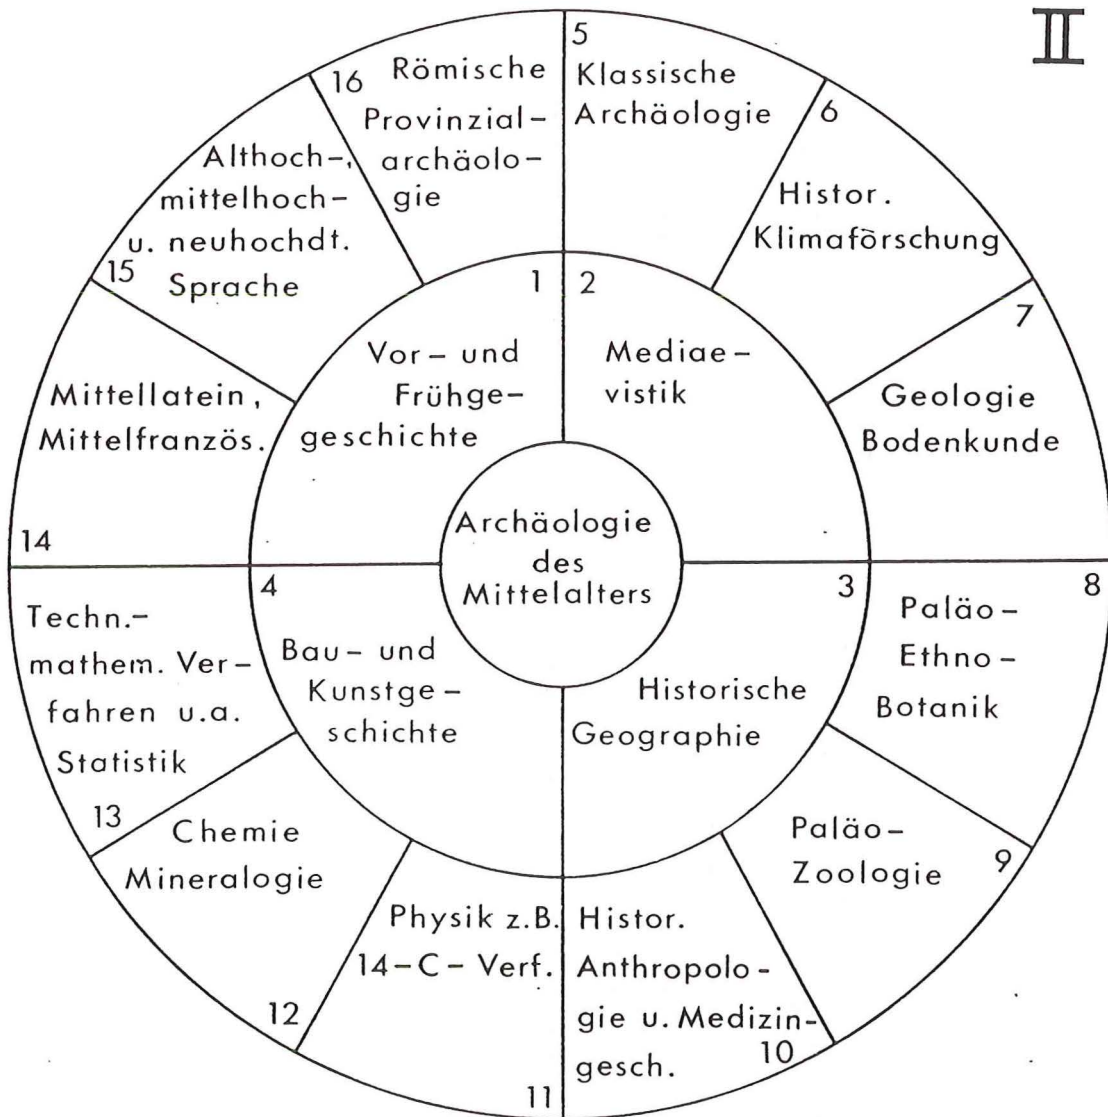 II
Archäologie
des
Mittelalters
1
Vor- und
Frühge-
geschichte
2
Mediae-
vistik
3
Historische
Geographie
4
Bau- und
Kunstge-
schichte
5
Klassische
Archäologie
6
Histor.
Klimaforschung
7
Geologie
Bodenkunde
8
Paläo-
Ethno-
Botanik
9
Paläo-
Zoologie
10
Histor.
Anthropolo-
gie u. Medizin-
gesch.
11
Physik z.B.
14-C-Verf.
12
Chemie
Mineralogie
13
Techn.-
mathem. Ver-
fahren u.a.
Statistik
14
Mittellatein,
Mittelfranzös.
15
Althoch-,
mittelhoch-
u. neuhochdt.
Sprache
16
Römische
Provinzial-
archäolo-
gie